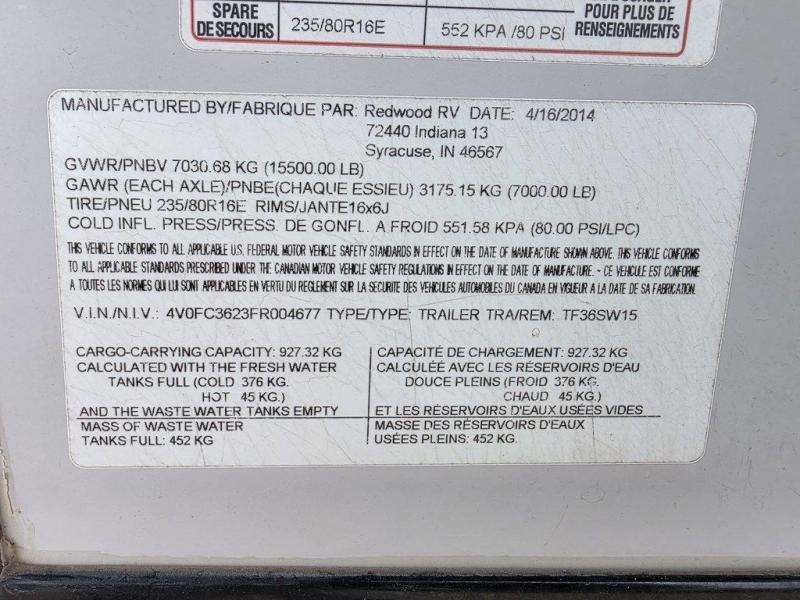 SPARE
DE SECOURS
235/80R16E
552 KPA /80 PSI
POUR PLUS DE
RENSEIGNEMENTS
MANUFACTURED BY/FABRIQUE PAR: Redwood RV DATE: 4/16/2014
72440 Indiana 13
Syracuse, IN 46567
GVWR/PNBV 7030.68 KG (15500.00 LB)
GAWR (EACH AXLE)/PNBE(CHAQUE ESSIEU) 3175.15 KG (7000.00 LB)
TIRE/PNEU 235/80R16E RIMS/JANTE16x6J
COLD INFL. PRESS/PRESS. DE GONFL. A FROID 551.58 KPA (80.00 PSI/LPC)
THIS VEHICLE CONFORMS TO ALL APPLICABLE U.S. FEDERAL MOTOR VEHICLE SAFETY STANDARDS IN EFFECT ON THE DATE OF MANUFACTURE SHOWN ABOVE. THIS VEHICLE CONFORMS
TO ALL APPLICABLE STANDARDS PRESCRIBED UNDER THE CANADIAN MOTOR VEHICLE SAFETY REGULATIONS IN EFFECT ON THE DATE OF MANUFACTURE. - CE VEHICULE EST CONFORME
A TOUTES LES NORMES QUI LUI SONT APPLICABLES EN VERTU DU REGLEMENT SUR LA SECURITE DES VEHICULES AUTOMOBILES DU CANADA EN VIGUEUR A LA DATE DE SA FABRICATION.
V.I.N./N.I.V.: 4V0FC3623FR004677 TYPE/TYPE: TRAILER TRA/REM: TF36SW15
CARGO-CARRYING CAPACITY: 927.32 KG
CALCULATED WITH THE FRESH WATER
TANKS FULL (COLD 376 KG.
HOT 45 KG.)
AND THE WASTE WATER TANKS EMPTY
MASS OF WASTE WATER
TANKS FULL: 452 KG
CAPACITÉ DE CHARGEMENT: 927.32 KG
CALCULÉE AVEC LES RÉSERVOIRS D'EAU
DOUCE PLEINS (FROID 376 KG.
CHAUD 45 KG.)
ET LES RÉSERVOIRS D'EAUX USÉES VIDES
MASSE DES RÉSERVOIRS D'EAUX
USÉES PLEINS: 452 KG.